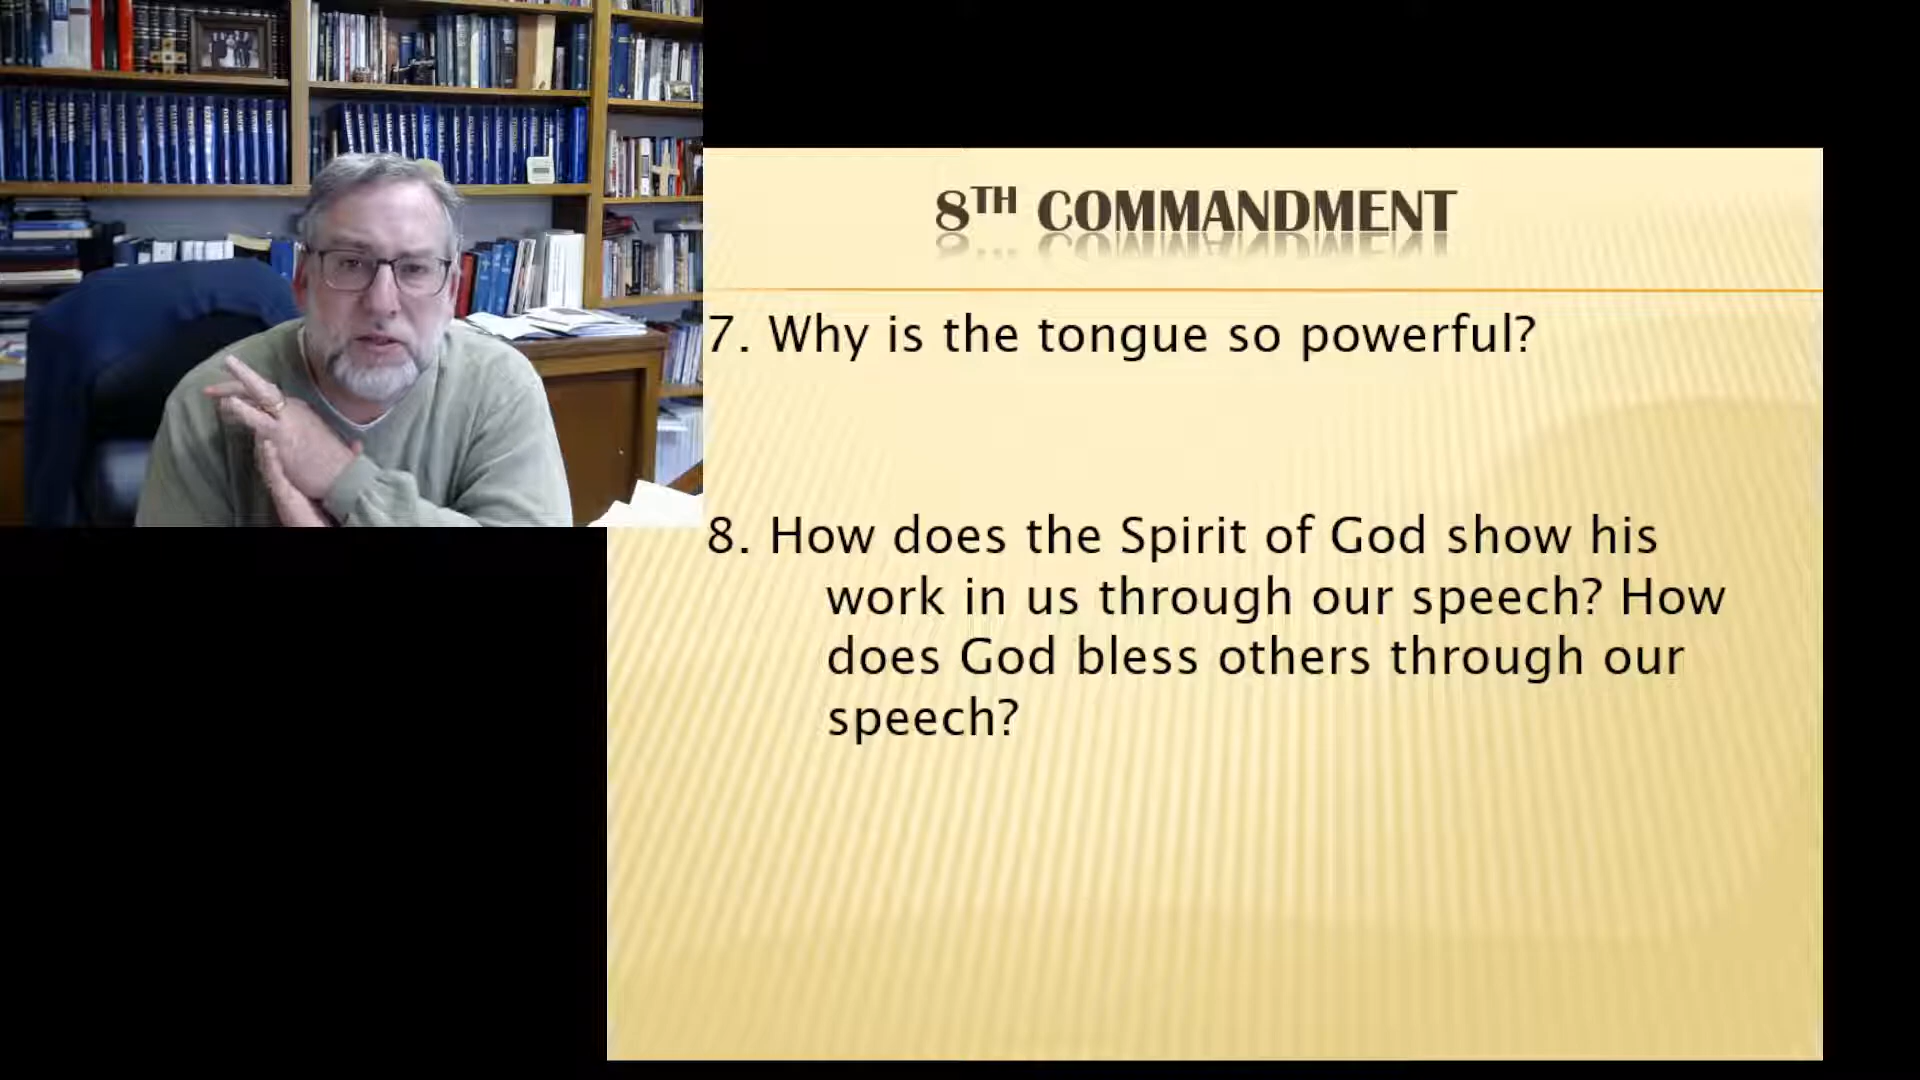 8TH COMMANDMENT
7. Why is the tongue so powerful?
8. How does the Spirit of God show his
work in us through our speech? How
does God bless others through our
speech?